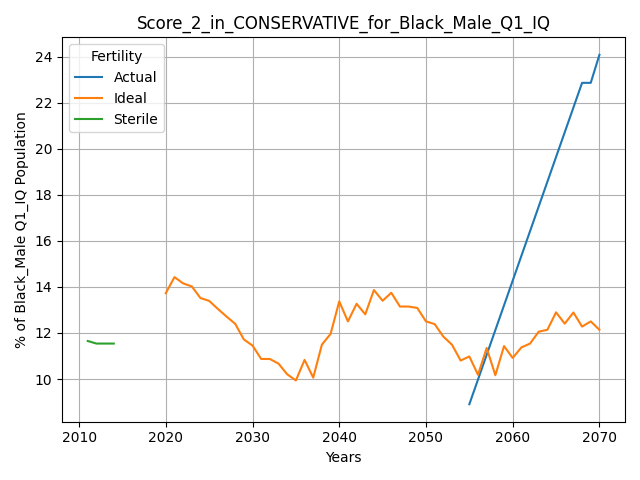 Score_2_in_CONSERVATIVE_for_Black_Male_Q1_IQ
% of Black_Male Q1_IQ Population
24
22
20
18
16
14
12
10
Fertility
Actual
Ideal
Sterile
2010 2020 2030 2040 2050 2060 2070
Years